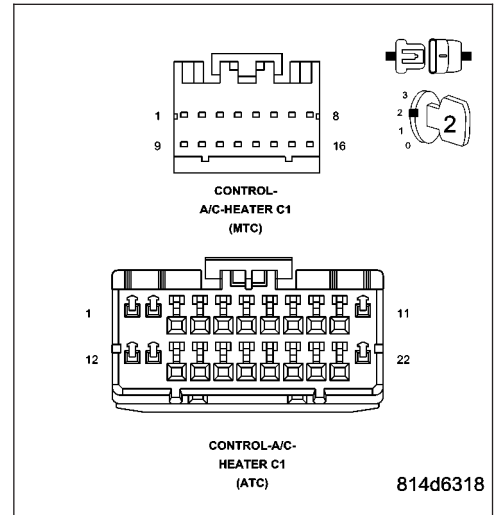 3
2
1
0
2
1 8
9 16
CONTROL-
A/C-HEATER C1
(MTC)
1 11
12 22
CONTROL-A/C-
HEATER C1
(ATC)
814d6318